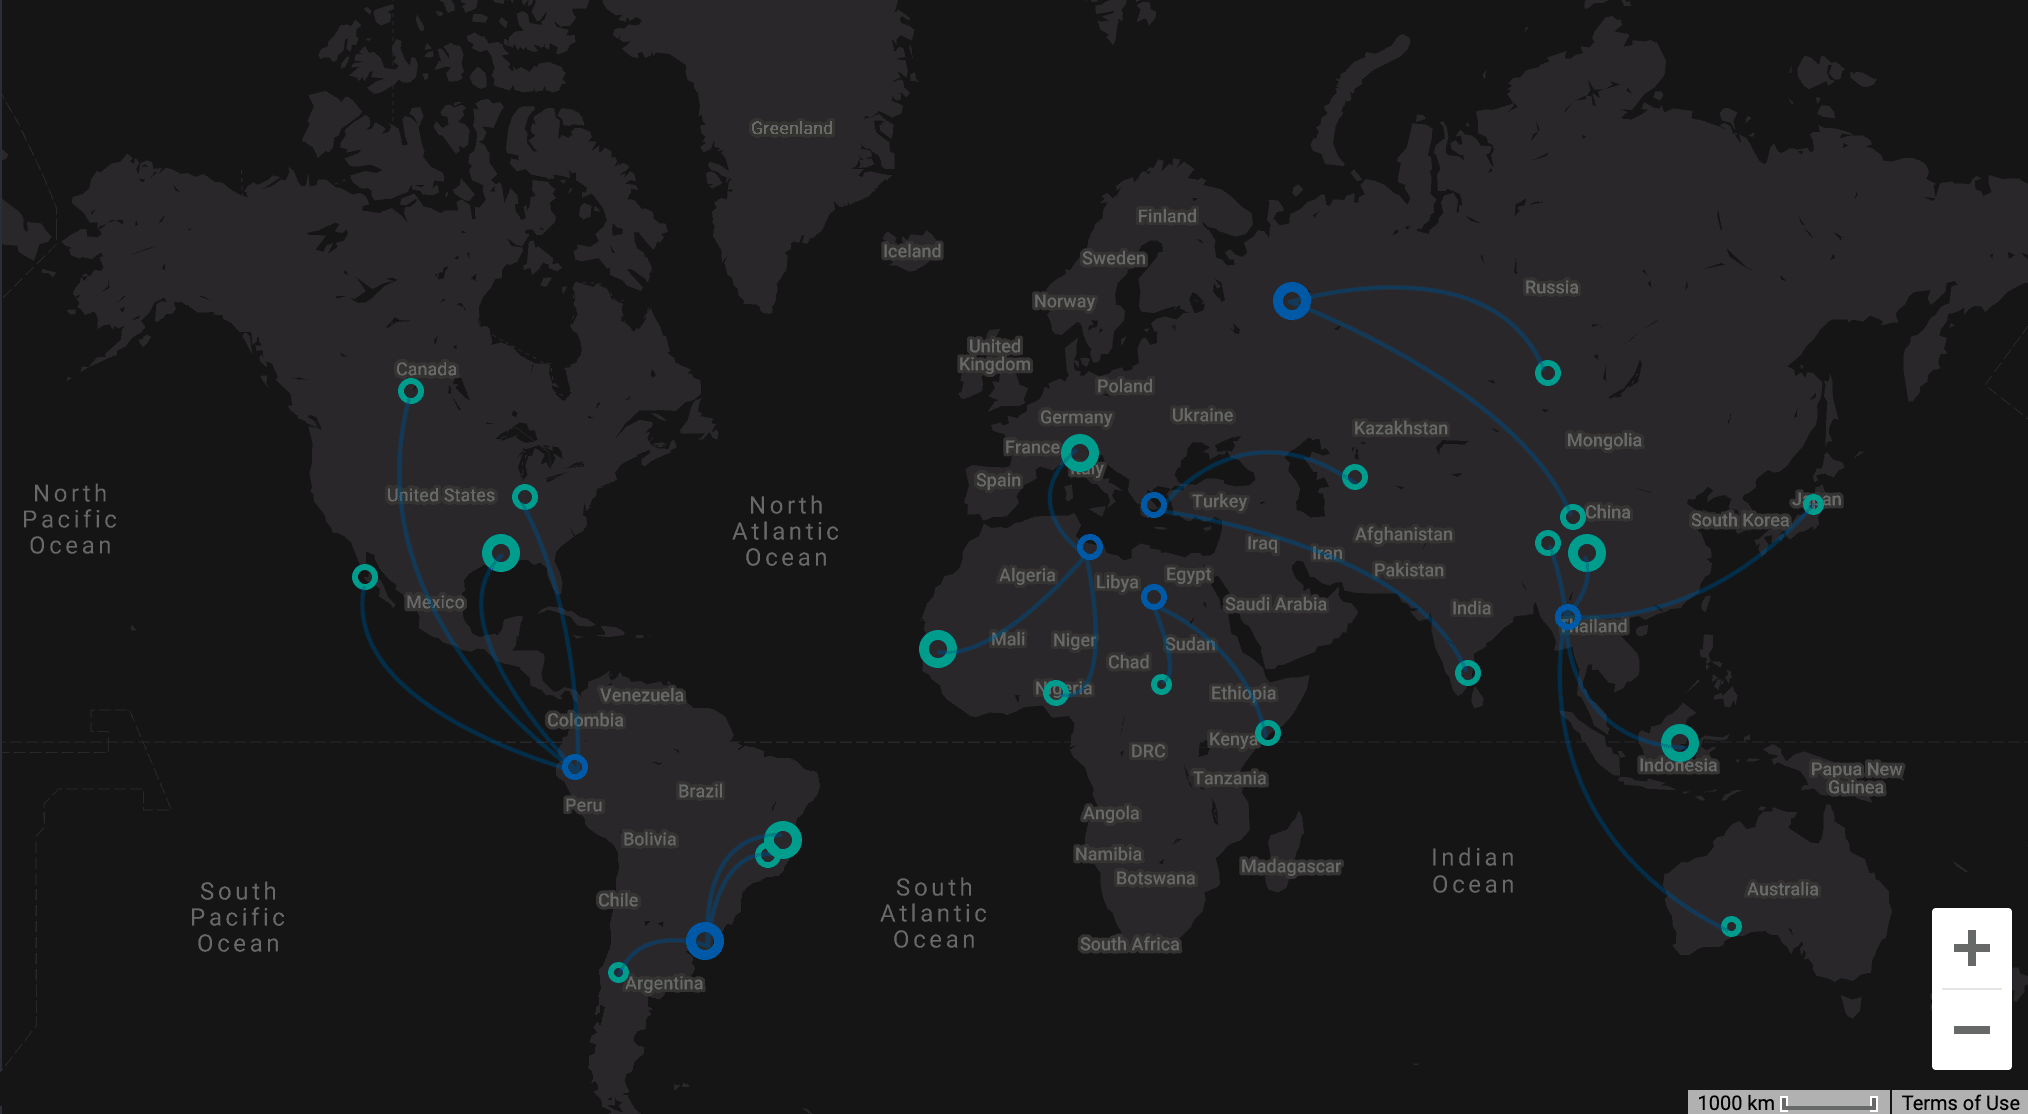 Greenland
Finland
Iceland
Sweden
Russia
Norway
United
Kingdom
Canada
Poland
Germany
Ukraine
Kazakhstan
Mongolia
France
Italy
Spain
United States
Turkey
Japan
China
South Korea
North
Pacific
Ocean
North
Atlantic
Ocean
Afghanistan
Iraq
Iran
Pakistan
Algeria
Libya
Egypt
Mexico
Saudi Arabia
India
Thailand
Mali
Niger
Sudan
Chad
Nigeria
Ethiopia
Venezuela
Colombia
Kenya
DRC
Tanzania
Indonesia
Papua New
Guinea
Brazil
Peru
Angola
Bolivia
Namibia
Madagascar
Botswana
Indian
Ocean
Chile
Australia
South
Pacific
Ocean
South
Atlantic
Ocean
South Africa
Argentina
1000 km
Terms of Use